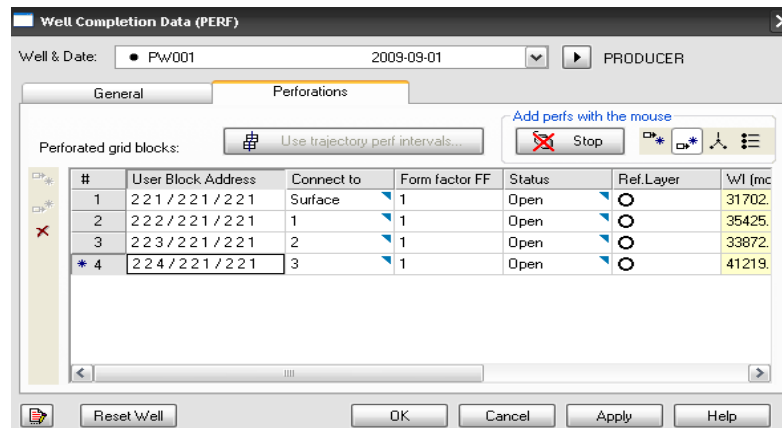 Well Completion Data (PERF)
Well & Date: PW001 2009-09-01 PRODUCER
General Perforations
Add perfs with the mouse
Perforated grid blocks: Use trajectory perf intervals... Stop
# User Block Address Connect to Form factor FF Status Ref.Layer WI (mc
1 221/221/221 Surface 1 Open 31702.
2 222/221/221 1 1 Open 35425.
3 223/221/221 2 1 Open 33872.
* 4 224/221/221 3 1 Open 41219.
Reset Well OK Cancel Apply Help